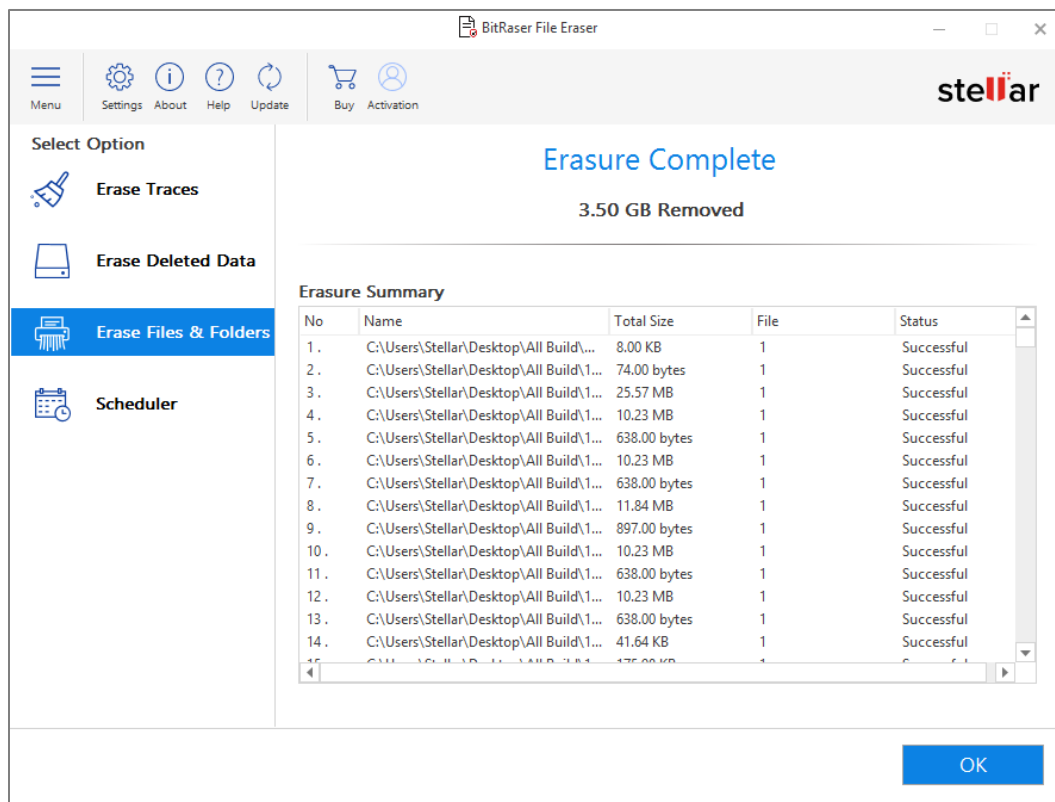 BitRaser File Eraser
Menu Settings About Help Update Buy Activation
stellar
Select Option
Erase Traces
Erase Deleted Data
Erase Files & Folders
Scheduler
Erasure Complete
3.50 GB Removed
Erasure Summary
No Name Total Size File Status
1 . C:\Users\Stellar\Desktop\All Build\... 8.00 KB 1 Successful
2 . C:\Users\Stellar\Desktop\All Build\1... 74.00 bytes 1 Successful
3 . C:\Users\Stellar\Desktop\All Build\1... 25.57 MB 1 Successful
4 . C:\Users\Stellar\Desktop\All Build\1... 10.23 MB 1 Successful
5 . C:\Users\Stellar\Desktop\All Build\1... 638.00 bytes 1 Successful
6 . C:\Users\Stellar\Desktop\All Build\1... 10.23 MB 1 Successful
7 . C:\Users\Stellar\Desktop\All Build\1... 638.00 bytes 1 Successful
8 . C:\Users\Stellar\Desktop\All Build\1... 11.84 MB 1 Successful
9 . C:\Users\Stellar\Desktop\All Build\1... 897.00 bytes 1 Successful
10 . C:\Users\Stellar\Desktop\All Build\1... 10.23 MB 1 Successful
11 . C:\Users\Stellar\Desktop\All Build\1... 638.00 bytes 1 Successful
12 . C:\Users\Stellar\Desktop\All Build\1... 10.23 MB 1 Successful
13 . C:\Users\Stellar\Desktop\All Build\1... 638.00 bytes 1 Successful
14 . C:\Users\Stellar\Desktop\All Build\1... 41.64 KB 1 Successful
OK